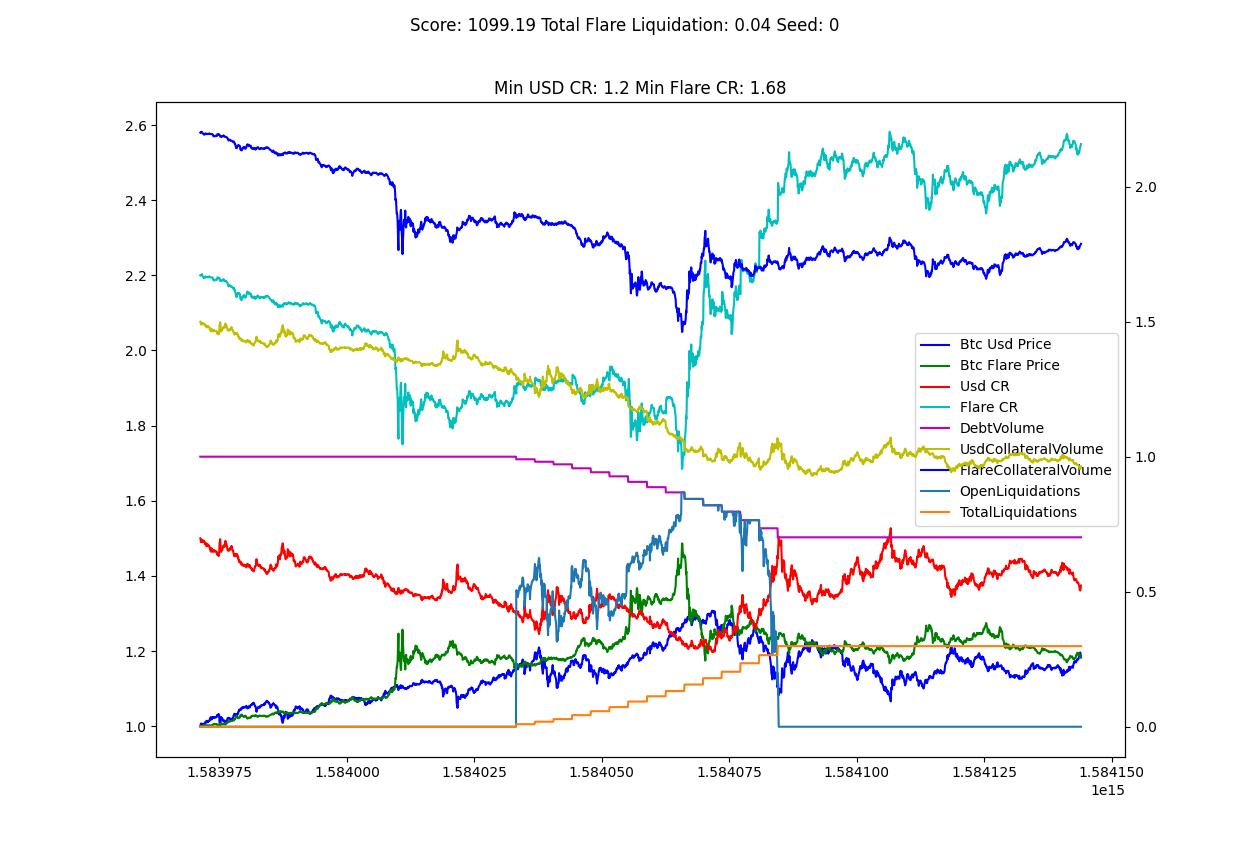 Score: 1099.19 Total Flare Liquidation: 0.04 Seed: 0
Min USD CR: 1.2 Min Flare CR: 1.68
2.6
2.4
2.2
2.0
1.8
1.6
1.4
1.2
1.0
2.0
1.5
1.0
0.5
0.0
Btc Usd Price
Btc Flare Price
Usd CR
Flare CR
DebtVolume
UsdCollateralVolume
FlareCollateralVolume
OpenLiquidations
TotalLiquidations
1.583975 1.584000 1.584025 1.584050 1.584075 1.584100 1.584125 1.584150
1e15